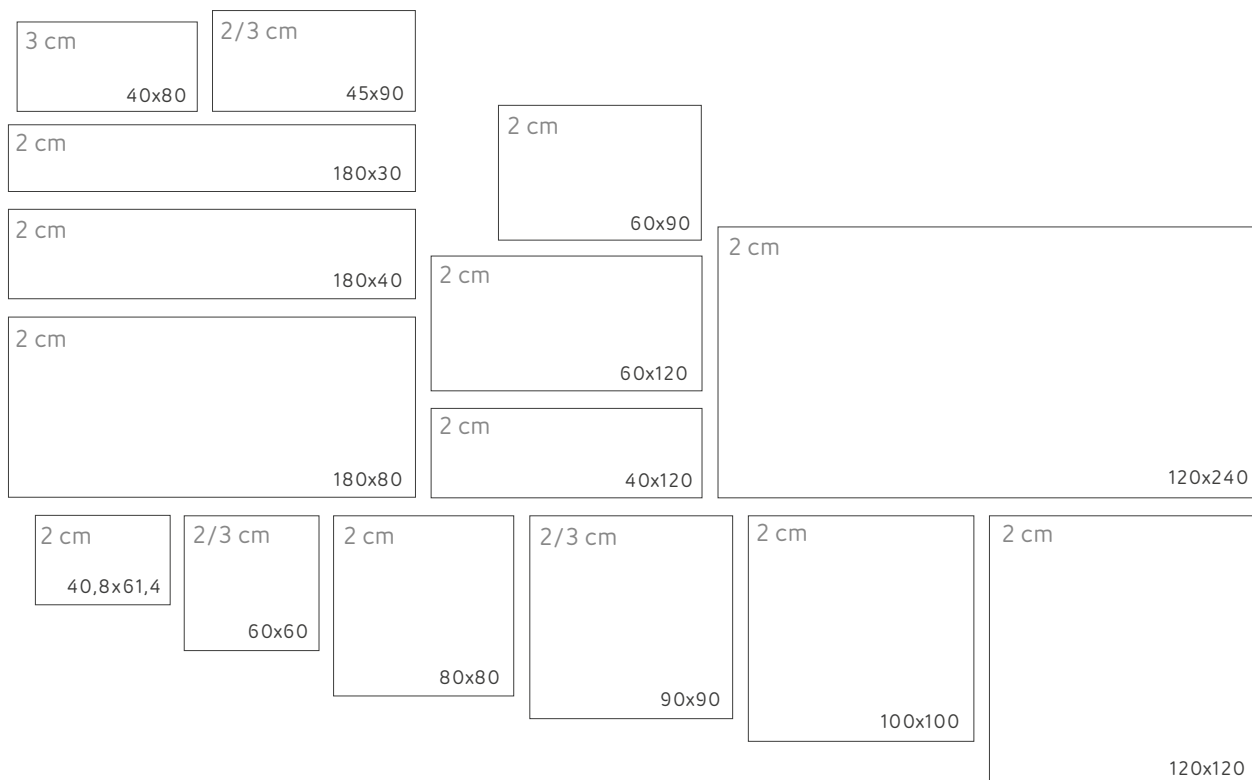 3 cm
40x80
2/3 cm
45x90
2 cm
180x30
2 cm
180x40
2 cm
180x80
2 cm
60x90
2 cm
60x120
2 cm
40x120
2 cm
120x240
2 cm
40,8x61,4
2/3 cm
60x60
2 cm
80x80
2/3 cm
90x90
2 cm
100x100
2 cm
120x120